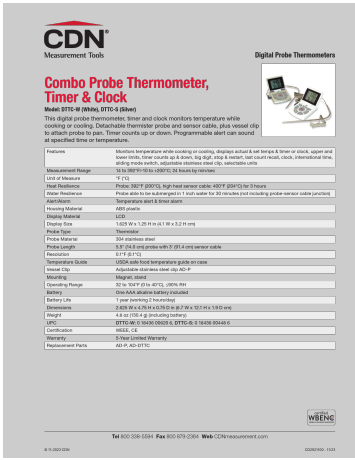 CDN®
Measurement Tools
Digital Probe Thermometers
Combo Probe Thermometer,
Timer & Clock
Model: DTTC-W (White), DTTC-S (Silver)
This digital probe thermometer, timer and clock monitors temperature while
cooking or cooling. Detachable thermistor probe and sensor cable, plus vessel clip
to attach probe to pan. Timer counts up or down. Programmable alert can sound
at specified time or temperature.
Features Monitors temperature while cooking or cooling, displays actual & set temps & timer or clock, upper and
lower limits, timer counts up & down, big digit, stop & restart, last count recall, clock, international time,
sliding mode switch, adjustable stainless steel clip, selectable units
Measurement Range 14 to 392°F/-10 to +200°C; 24 hours by min/sec
Unit of Measure °F (°C)
Heat Resilience Probe: 392°F (200°C), high heat sensor cable: 400°F (204°C) for 3 hours
Water Resilience Probe able to be submerged in 1 inch water for 30 minutes (not including probe-sensor cable junction)
Alert/Alarm Temperature alert & timer alarm
Housing Material ABS plastic
Display Material LCD
Display Size 1.625 W x 1.25 H in (4.1 W x 3.2 H cm)
Probe Type Thermistor
Probe Material 304 stainless steel
Probe Length 5.5" (14.0 cm) probe with 3' (91.4 cm) sensor cable
Resolution 0.1°F (0.1°C)
Temperature Guide USDA safe food temperature guide on case
Vessel Clip Adjustable stainless steel clip AD-P
Mounting Magnet, stand
Operating Range 32 to 104°F (0 to 40°C), ≤90% RH
Battery One AAA alkaline battery included
Battery Life 1 year (working 2 hours/day)
Dimensions 2.625 W x 4.75 H x 0.75 D in (6.7 W x 12.1 H x 1.9 D cm)
Weight 4.6 oz (130.4 g) (including battery)
UPC DTTC-W: 0 18436 00629 6, DTTC-S: 0 18436 00448 6
Certification WEEE, CE
Warranty 5-Year Limited Warranty
Replacement Parts AD-P, AD-DTTC
certified
WBENC
Tel 800 338-5594 Fax 800 879-2364 Web CDNmeasurement.com